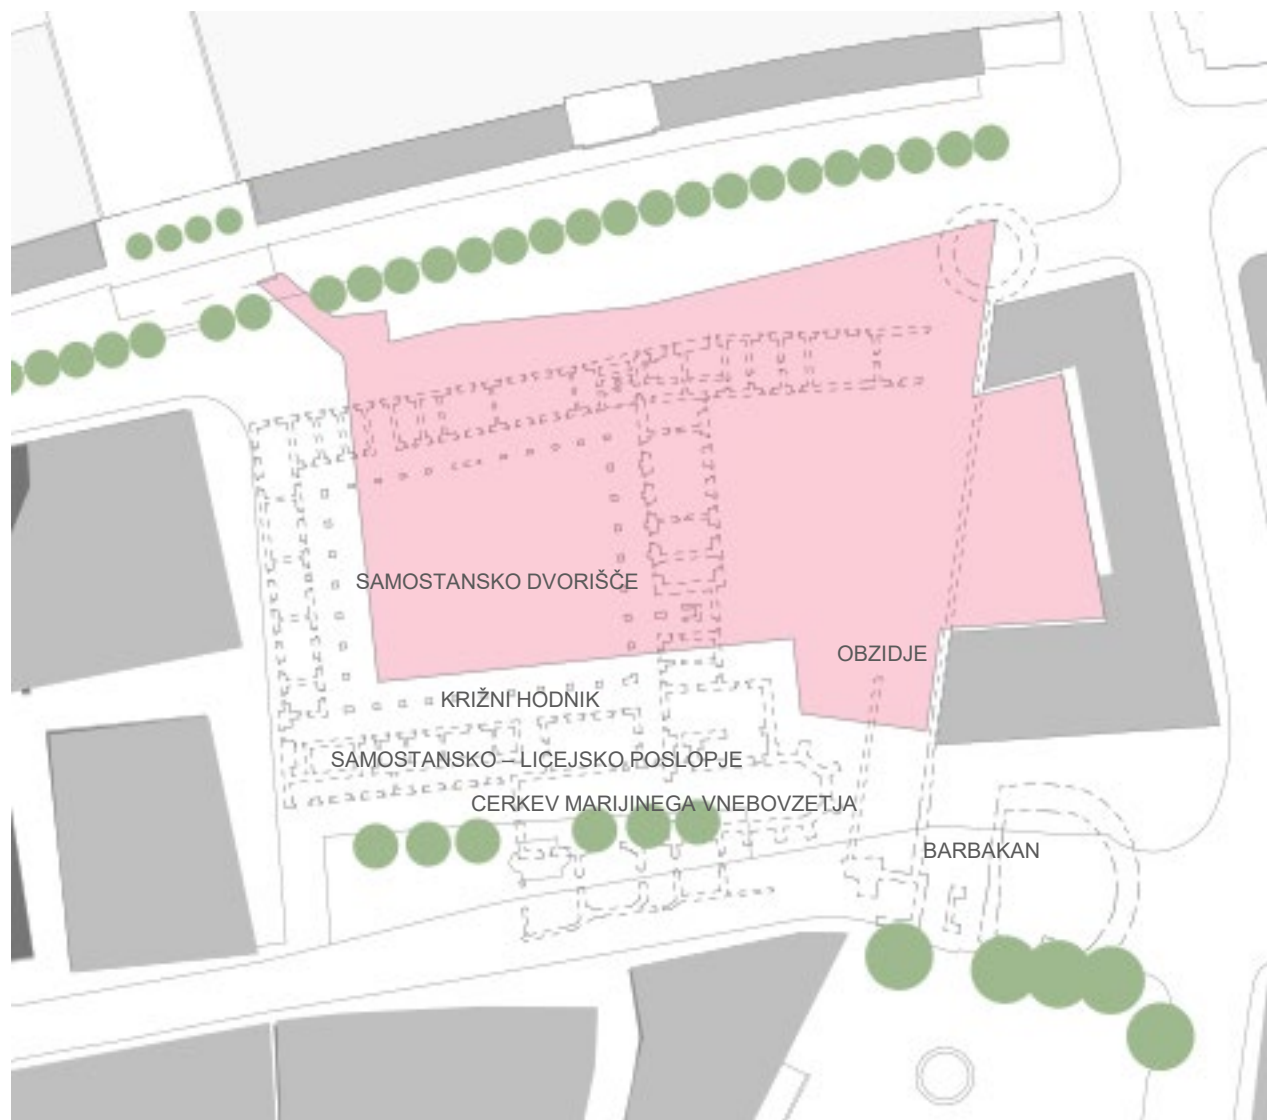 SAMOSTANSKO DVORIŠČE
OBZIDJE
KRIŽNI HODNIK
SAMOSTANSKO – LICEJSKO POSLOPJE
CERKEV MARIJINEGA VNEBOVZETJA
BARBAKAN